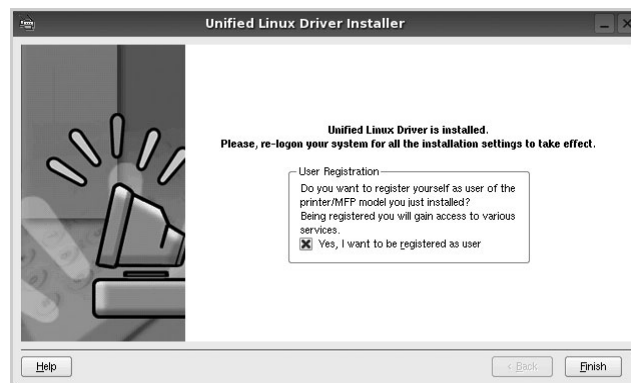 Unified Linux Driver Installer
Unified Linux Driver is installed.
Please, re-logon your system for all the installation settings to take effect.
User Registration
Do you want to register yourself as user of the
printer/MFP model you just installed?
Being registered you will gain access to various
services.
Yes, I want to be registered as user
Help
< Back
Finish